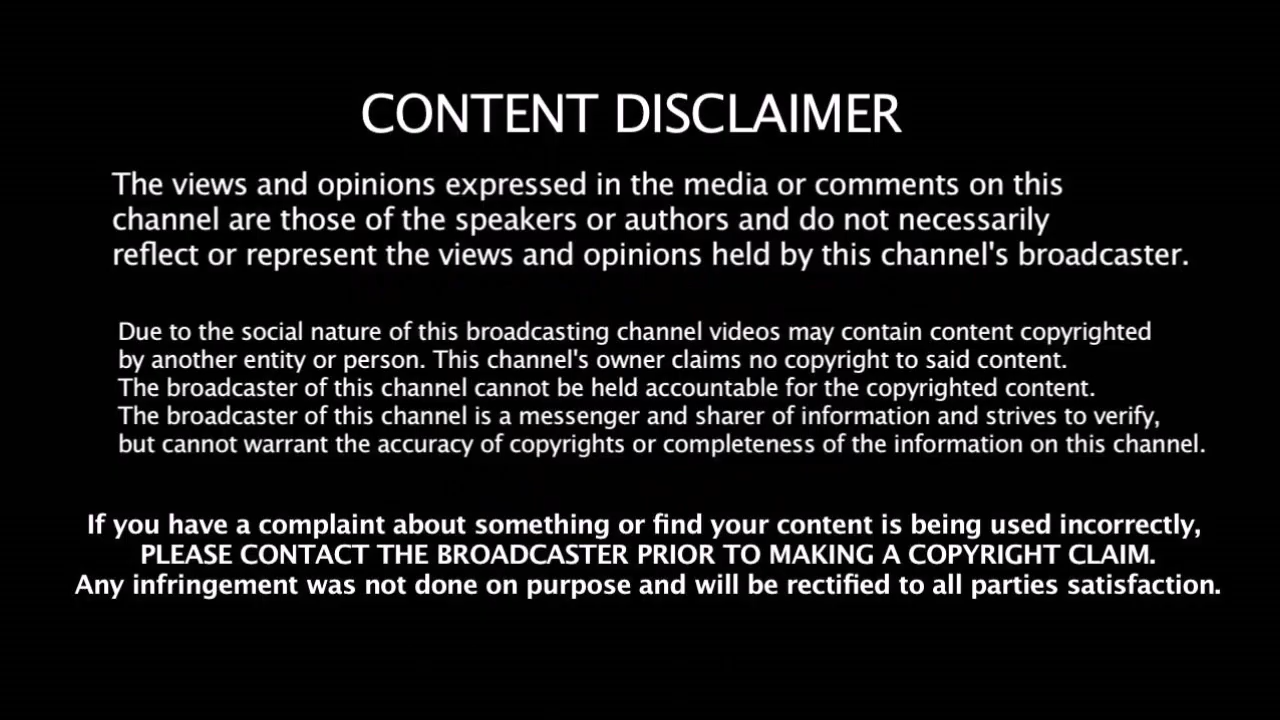 CONTENT DISCLAIMER
The views and opinions expressed in the media or comments on this
channel are those of the speakers or authors and do not necessarily
reflect or represent the views and opinions held by this channel's broadcaster.
Due to the social nature of this broadcasting channel videos may contain content copyrighted
by another entity or person. This channel's owner claims no copyright to said content.
The broadcaster of this channel cannot be held accountable for the copyrighted content.
The broadcaster of this channel is a messenger and sharer of information and strives to verify,
but cannot warrant the accuracy of copyrights or completeness of the information on this channel.
If you have a complaint about something or find your content is being used incorrectly,
PLEASE CONTACT THE BROADCASTER PRIOR TO MAKING A COPYRIGHT CLAIM.
Any infringement was not done on purpose and will be rectified to all parties satisfaction.